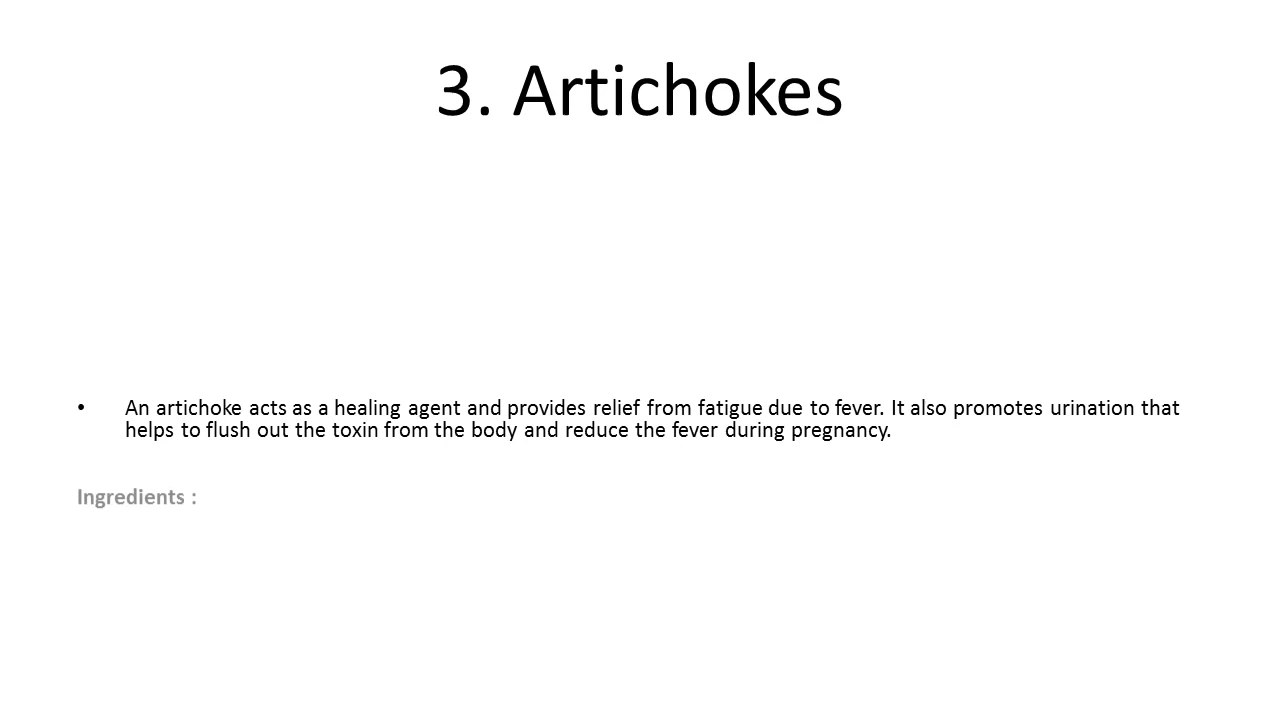 3. Artichokes
• An artichoke acts as a healing agent and provides relief from fatigue due to fever. It also promotes urination that
helps to flush out the toxin from the body and reduce the fever during pregnancy.
Ingredients :